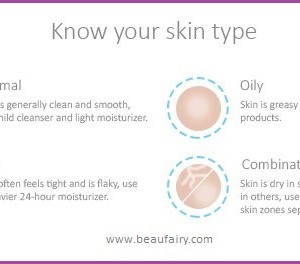 Know your skin type
mal
s generally clean and smooth,
ild cleanser and light moisturizer.
Oily
Skin is greasy
products.
often feels tight and is flaky, use
vier 24-hour moisturizer.
Combinat
Skin is dry in s
in others, use
skin zones sep
www.beaufairy.com